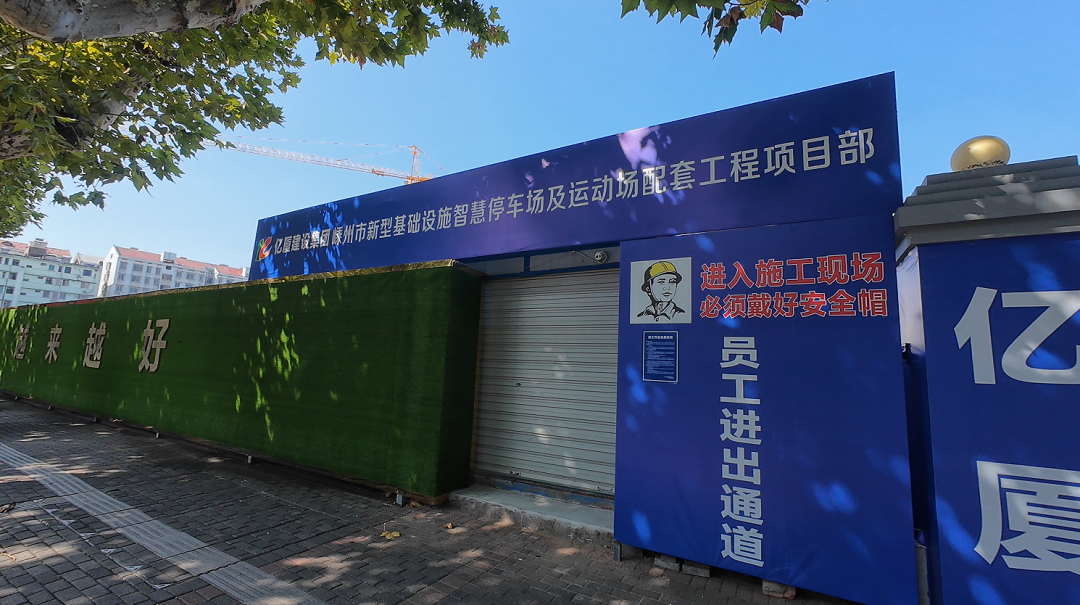 亿厦建设集团 嵊州市新型基础设施智慧停车场及运动场配套工程项目部
进入施工现场
必须戴好安全帽
员工进出通道
越来越好
亿厦